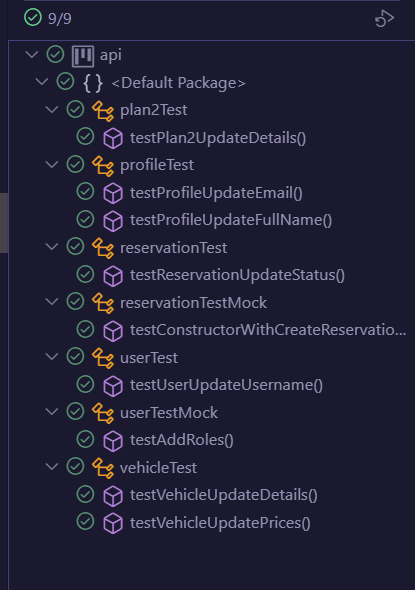 9/9
api
{ } <Default Package>
plan2Test
testPlan2UpdateDetails()
profileTest
testProfileUpdateEmail()
testProfileUpdateFullName()
reservationTest
testReservationUpdateStatus()
reservationTestMock
testConstructorWithCreateReservatio...
userTest
testUserUpdateUsername()
userTestMock
testAddRoles()
vehicleTest
testVehicleUpdateDetails()
testVehicleUpdatePrices()